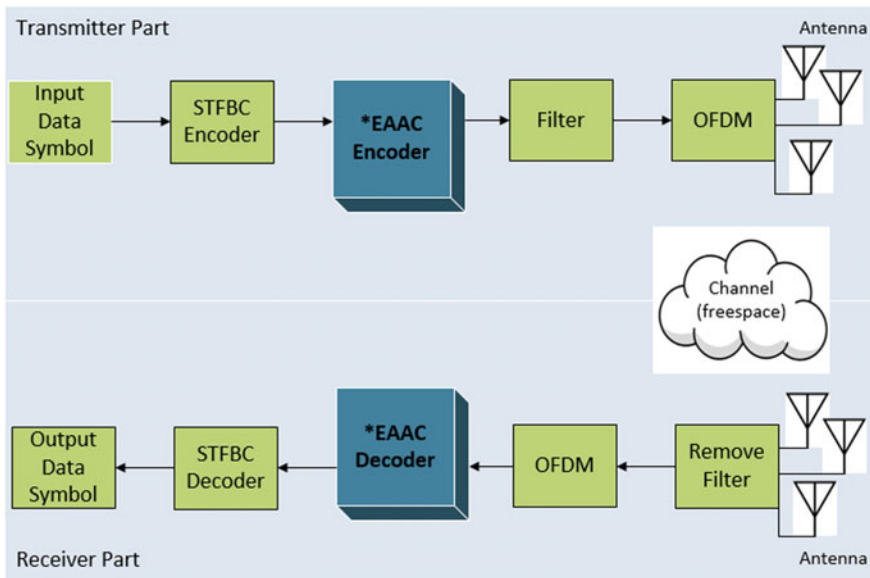 Transmitter Part
Antenna
Input
Data
Symbol
STFBC
Encoder
*EAAC
Encoder
Filter
OFDM
Channel
(freespace)
Output
Data
Symbol
STFBC
Decoder
*EAAC
Decoder
OFDM
Remove
Filter
Receiver Part
Antenna